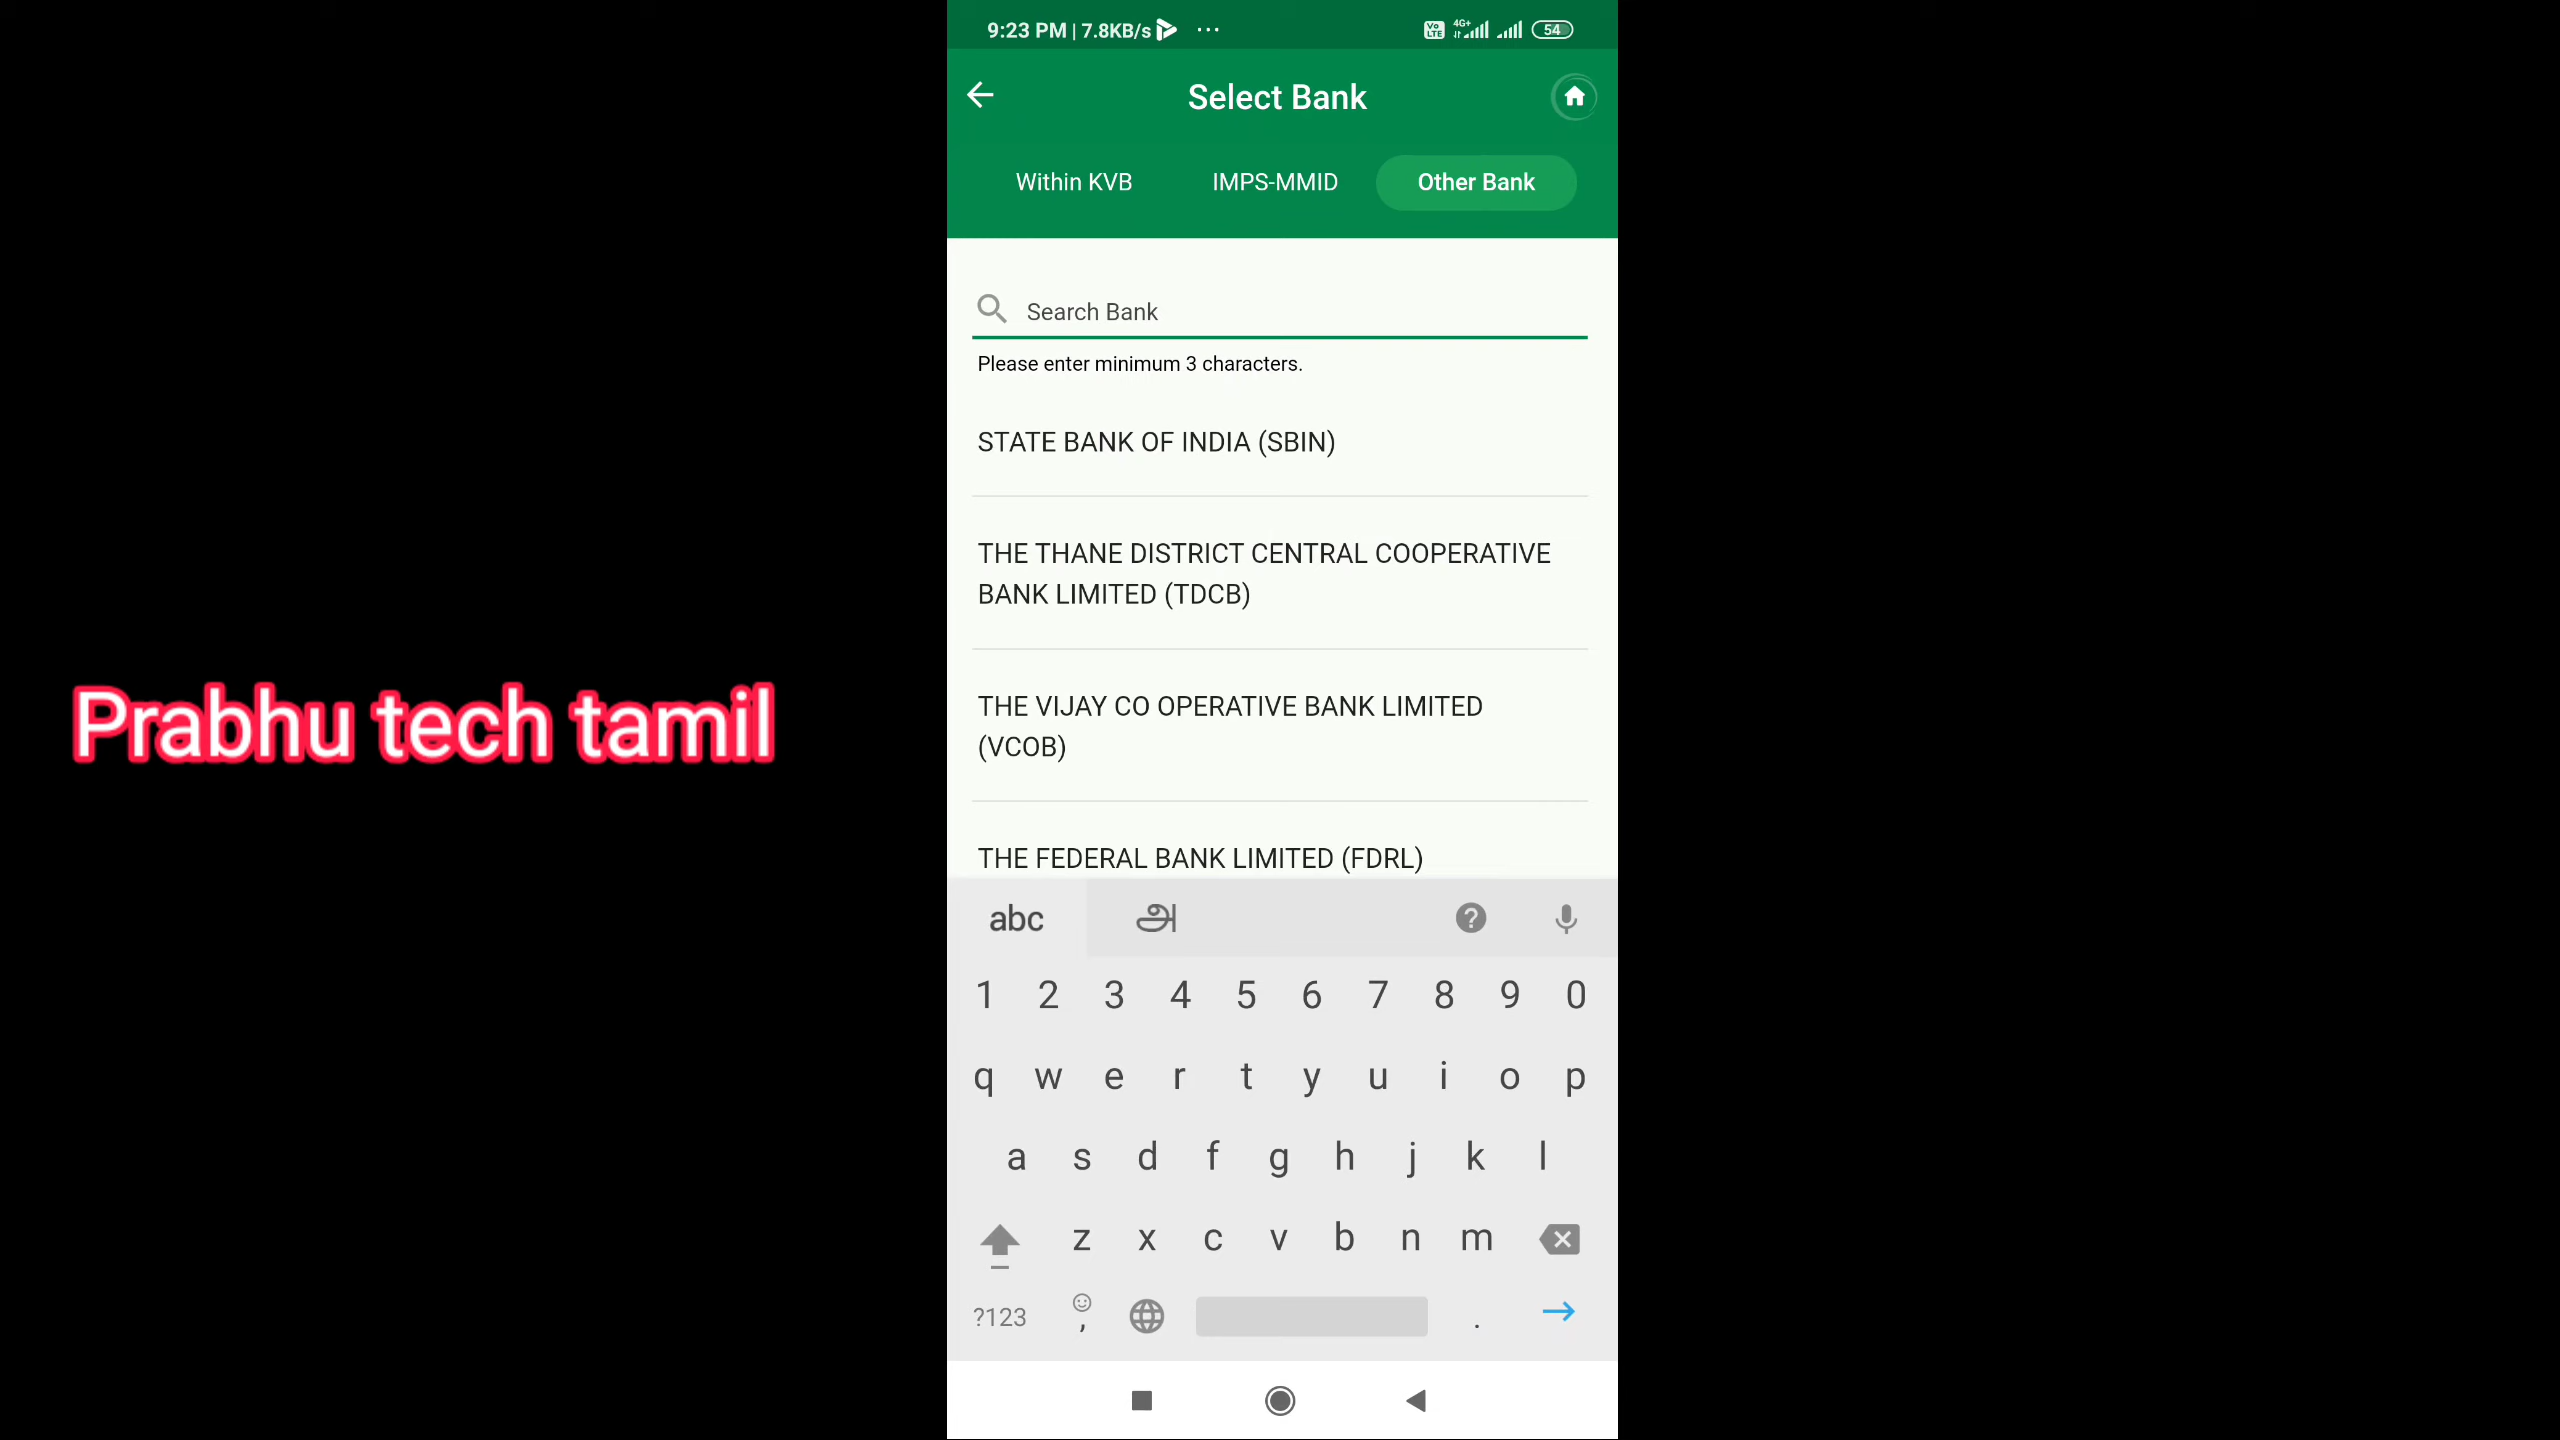 9:23 PM | 7.8KB/s ...
Vo LTE 4G+ 54
Select Bank
Within KVB IMPS-MMID Other Bank
Search Bank
Please enter minimum 3 characters.
STATE BANK OF INDIA (SBIN)
THE THANE DISTRICT CENTRAL COOPERATIVE
BANK LIMITED (TDCB)
Prabhu tech tamil
THE VIJAY CO OPERATIVE BANK LIMITED
(VCOB)
THE FEDERAL BANK LIMITED (FDRL)
abc அ ?
1 2 3 4 5 6 7 8 9 0
q w e r t y u i o p
a s d f g h j k l
z x c v b n m
?123 , .